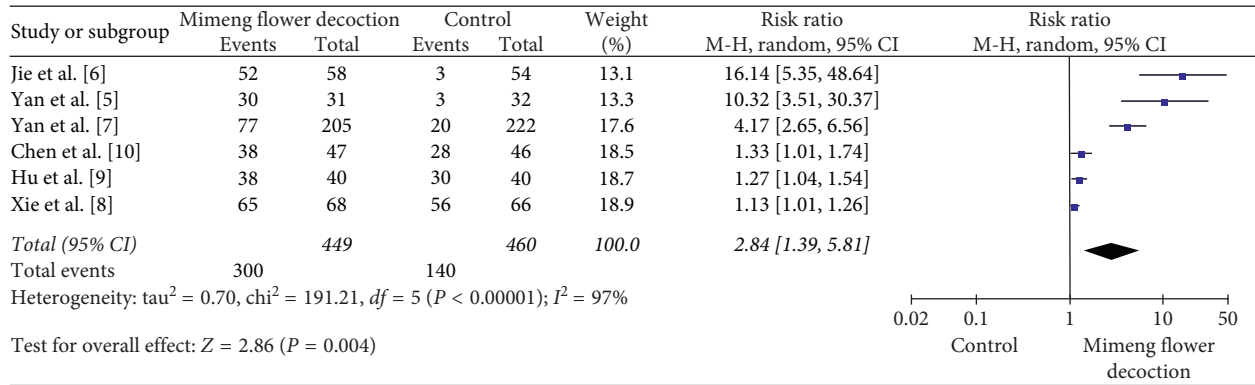 Study or subgroup Mimeng flower decoction Control Weight Risk ratio Risk ratio
Events Total Events Total (%) M-H, random, 95% CI M-H, random, 95% CI
Jie et al. [6] 52 58 3 54 13.1 16.14 [5.35, 48.64]
Yan et al. [5] 30 31 3 32 13.3 10.32 [3.51, 30.37]
Yan et al. [7] 77 205 20 222 17.6 4.17 [2.65, 6.56]
Chen et al. [10] 38 47 28 46 18.5 1.33 [1.01, 1.74]
Hu et al. [9] 38 40 30 40 18.7 1.27 [1.04, 1.54]
Xie et al. [8] 65 68 56 66 18.9 1.13 [1.01, 1.26]
Total (95% CI) 449 460 100.0 2.84 [1.39, 5.81]
Total events 300 140
Heterogeneity: tau² = 0.70, chi² = 191.21, df = 5 (P < 0.00001); I² = 97%
0.02 0.1 1 10 50
Test for overall effect: Z = 2.86 (P = 0.004) Control Mimeng flower
decoction